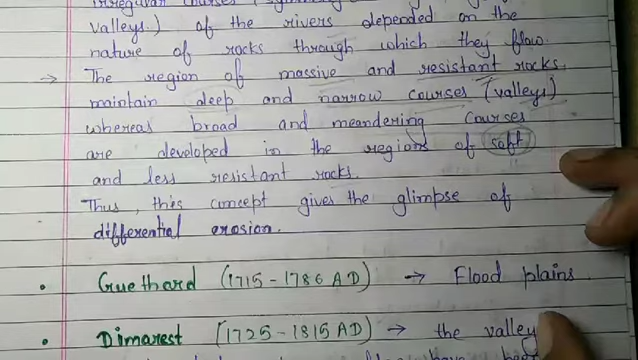 irregular courses
valleys.) of the rivers depended on the
nature of rocks through which they flow.
→ The region of massive and resistant rocks,
maintain deep and narrow courses (valleys)
whereas broad and meandering courses
are developed in the regions of soft
and less resistant rocks.
Thus, this concept gives the glimpse of
differential erosion.
• Guethard (1715-1786 AD) → Flood plains.
• Dimarest (1725-1815 AD) → the valley
have